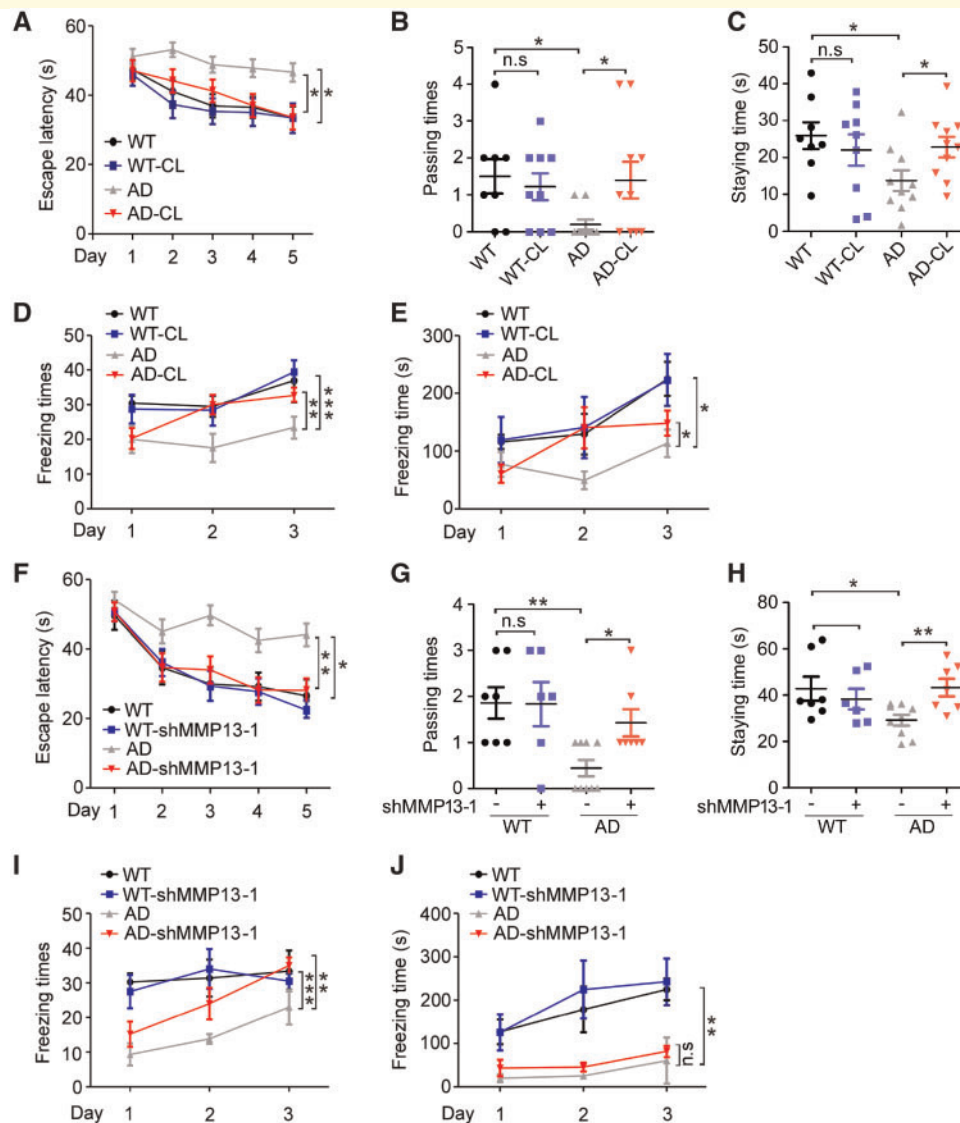 A
Escape latency (s)
60
40
20
0
WT
WT-CL
AD
AD-CL
* *
Day 1 2 3 4 5
B
Passing times
5
4
3
2
1
0
*
n.s
*
WT WT-CL AD AD-CL
C
Staying time (s)
50
40
30
20
10
0
*
n.s
*
WT WT-CL AD AD-CL
D
WT
WT-CL
AD
AD-CL
Freezing times
50
40
30
20
10
0
** ***
Day 1 2 3
E
WT
WT-CL
AD
AD-CL
Freezing time (s)
300
200
100
0
* *
Day 1 2 3
F
Escape latency (s)
60
40
20
0
WT
WT-shMMP13-1
AD
AD-shMMP13-1
** *
Day 1 2 3 4 5
G
Passing times
4
3
2
1
0
**
n.s
*
shMMP13-1 - + - +
WT AD
H
Staying time (s)
80
60
40
20
0
*
**
- + - +
WT AD
I
WT
WT-shMMP13-1
AD
AD-shMMP13-1
Freezing times
50
40
30
20
10
0
*** **
Day 1 2 3
J
WT
WT-shMMP13-1
AD
AD-shMMP13-1
Freezing time (s)
400
300
200
100
0
n.s **
Day 1 2 3